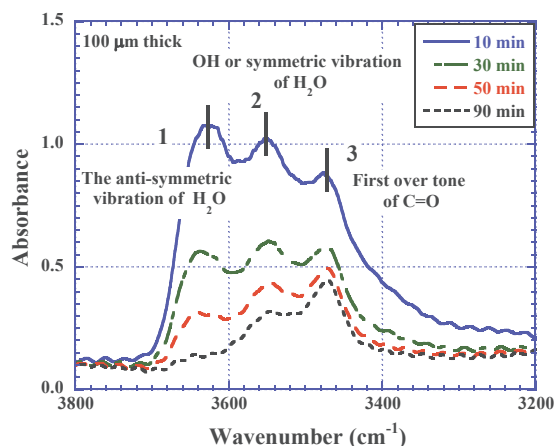 1.5
1.0
0.5
0.0
Absorbance
100 µm thick
OH or symmetric vibration
of H₂O
1
2
3
The anti-symmetric
vibration of H₂O
First over tone
of C=O
10 min
30 min
50 min
90 min
3800
3600
3400
3200
Wavenumber (cm⁻¹)